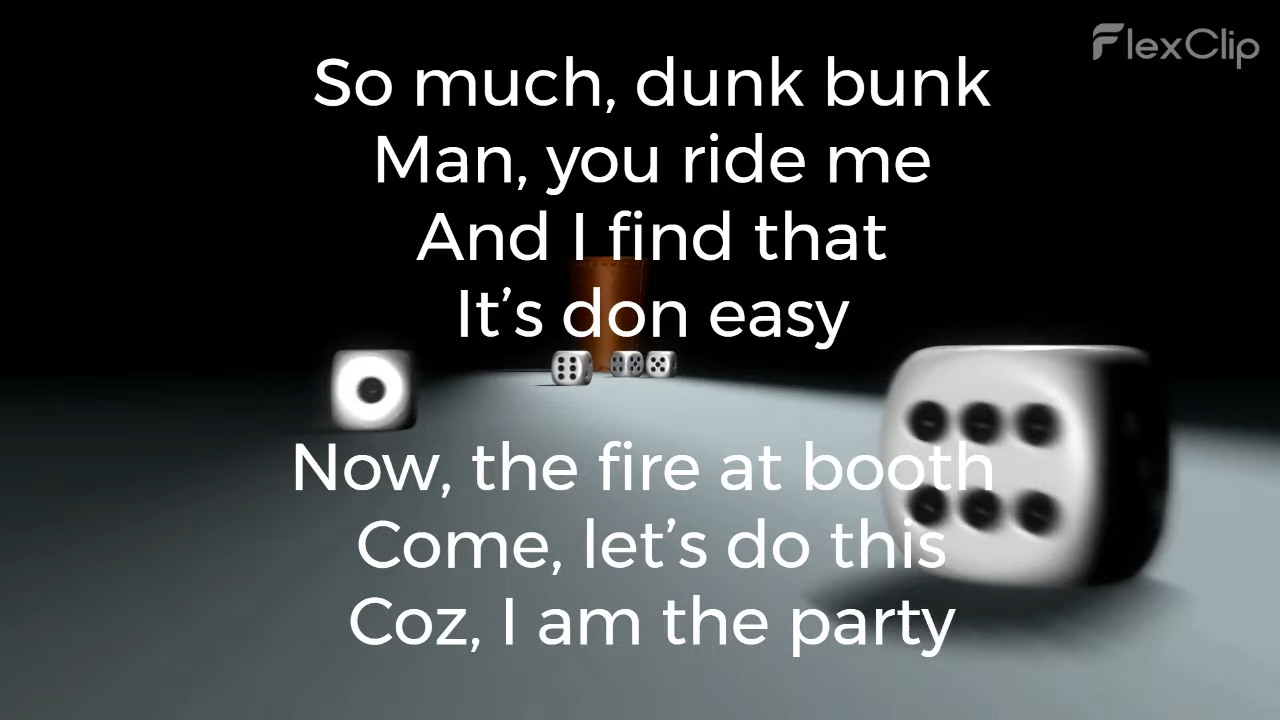 FlexClip
So much, dunk bunk
Man, you ride me
And I find that
It's don easy
Now, the fire at booth
Come, let's do this
Coz, I am the party